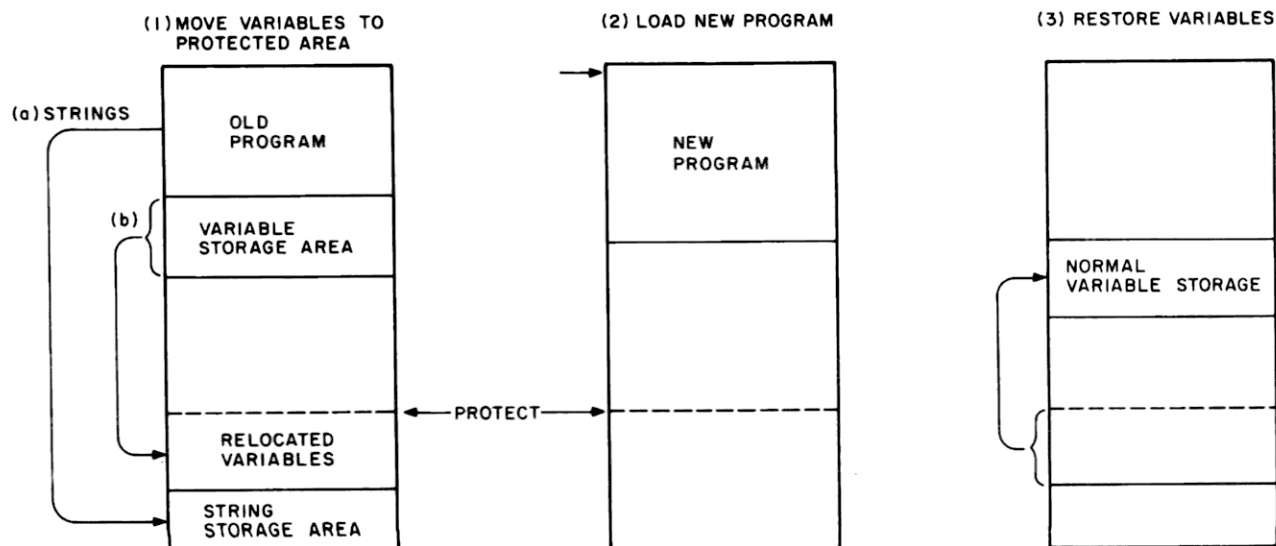 (1) MOVE VARIABLES TO
PROTECTED AREA
(2) LOAD NEW PROGRAM
(3) RESTORE VARIABLES
(a) STRINGS
OLD
PROGRAM
(b)
VARIABLE
STORAGE AREA
RELOCATED
VARIABLES
STRING
STORAGE AREA
PROTECT
NEW
PROGRAM
NORMAL
VARIABLE STORAGE